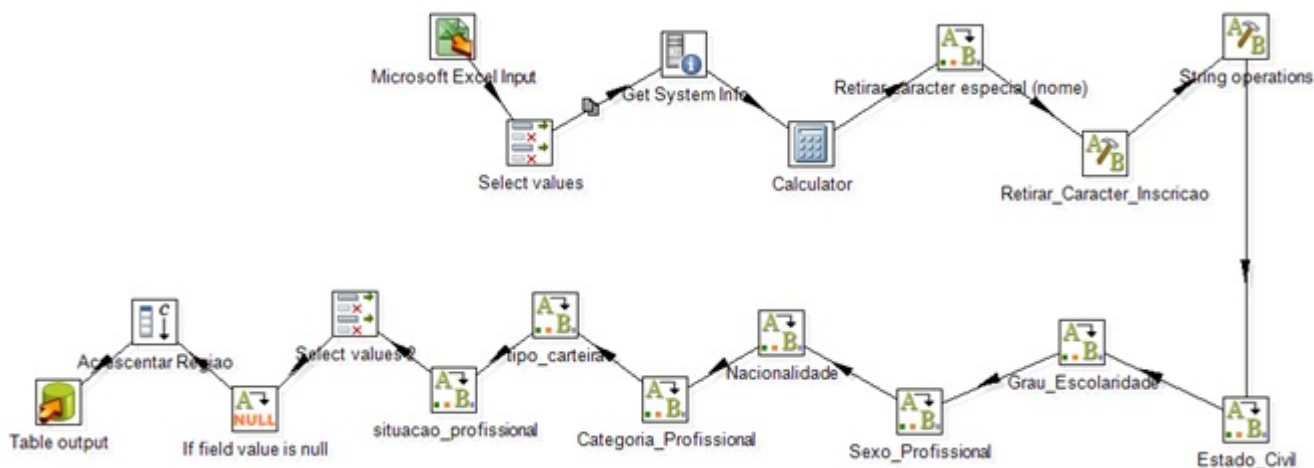 Microsoft Excel Input
Select values
Get System Info
Calculator
Retirar caracter especial (nome)
Retirar_Caracter_Inscricao
String operations
Estado_Civil
Grau_Escolaridade
Sexo_Profissional
Nacionalidade
Categoria_Profissional
tipo_carteira
situacao_profissional
Select values 2
NULL
If field value is null
Acrescentar Regiao
Table output